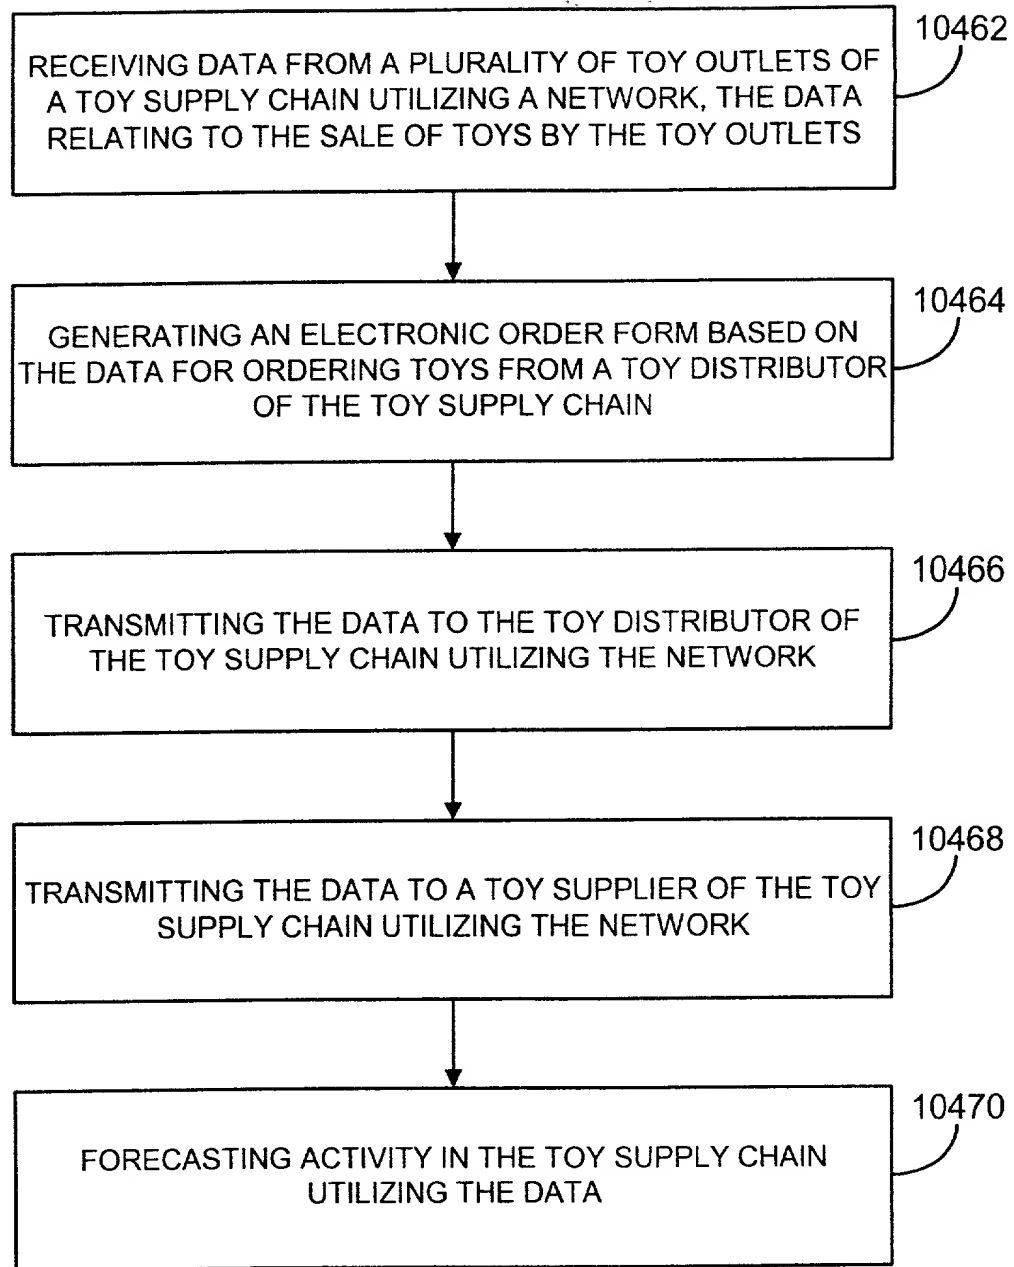 10462
RECEIVING DATA FROM A PLURALITY OF TOY OUTLETS OF
A TOY SUPPLY CHAIN UTILIZING A NETWORK, THE DATA
RELATING TO THE SALE OF TOYS BY THE TOY OUTLETS
10464
GENERATING AN ELECTRONIC ORDER FORM BASED ON
THE DATA FOR ORDERING TOYS FROM A TOY DISTRIBUTOR
OF THE TOY SUPPLY CHAIN
10466
TRANSMITTING THE DATA TO THE TOY DISTRIBUTOR OF
THE TOY SUPPLY CHAIN UTILIZING THE NETWORK
10468
TRANSMITTING THE DATA TO A TOY SUPPLIER OF THE TOY
SUPPLY CHAIN UTILIZING THE NETWORK
10470
FORECASTING ACTIVITY IN THE TOY SUPPLY CHAIN
UTILIZING THE DATA